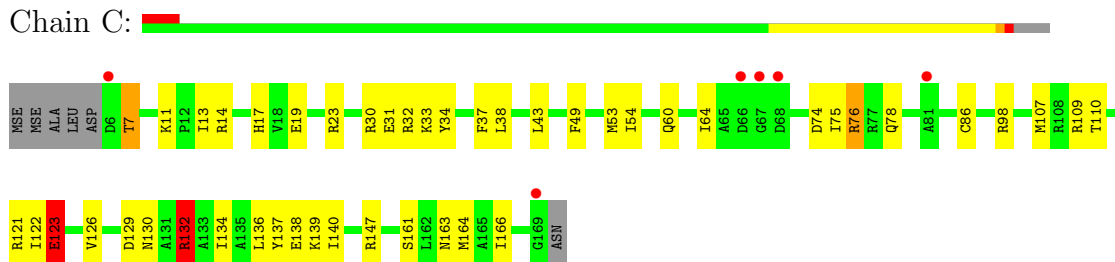 Chain C:
MSE MSE ALA LEU ASP D6 T7 K11 P12 I13 R14 H17 V18 E19 R23 R30 E31 R32 K33 Y34 F37 L38 L43 F49 M53 I54 Q60 I64 A65 D66 G67 D68 D74 I75 R76 R77 Q78 A81 C86 R98 M107 R108 R109 T110
R121 I122 E123 V126 D129 N130 A131 R132 A133 I134 A135 L136 Y137 E138 K139 I140 R147 S161 L162 N163 M164 A165 I166 G169 ASN